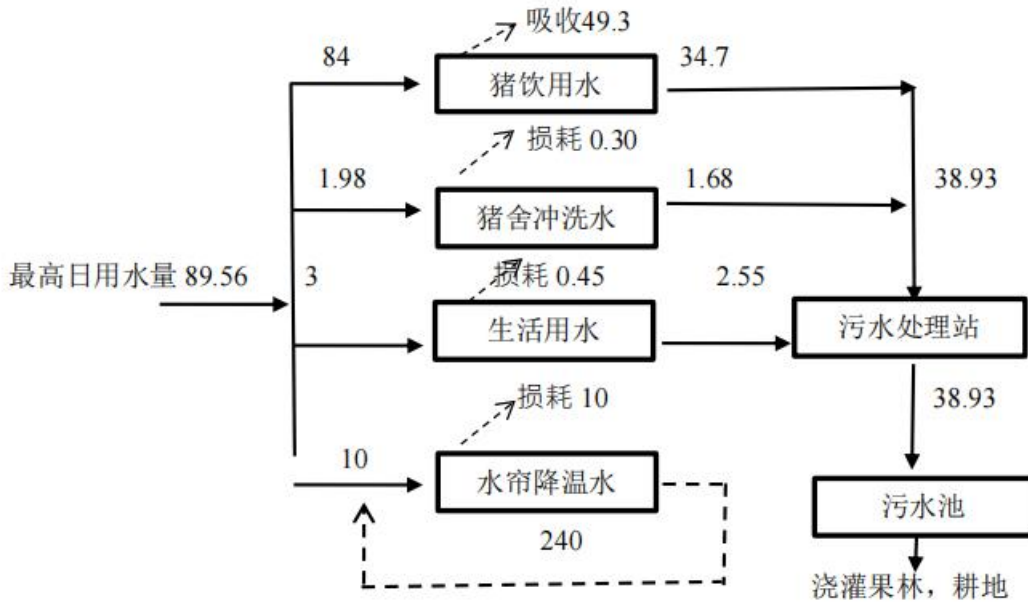 吸收49.3
84
猪饮用水
34.7
损耗 0.30
1.98
猪舍冲洗水
1.68
38.93
最高日用水量 89.56
3
损耗 0.45
2.55
生活用水
污水处理站
损耗 10
38.93
10
水帘降温水
污水池
240
浇灌果林，耕地